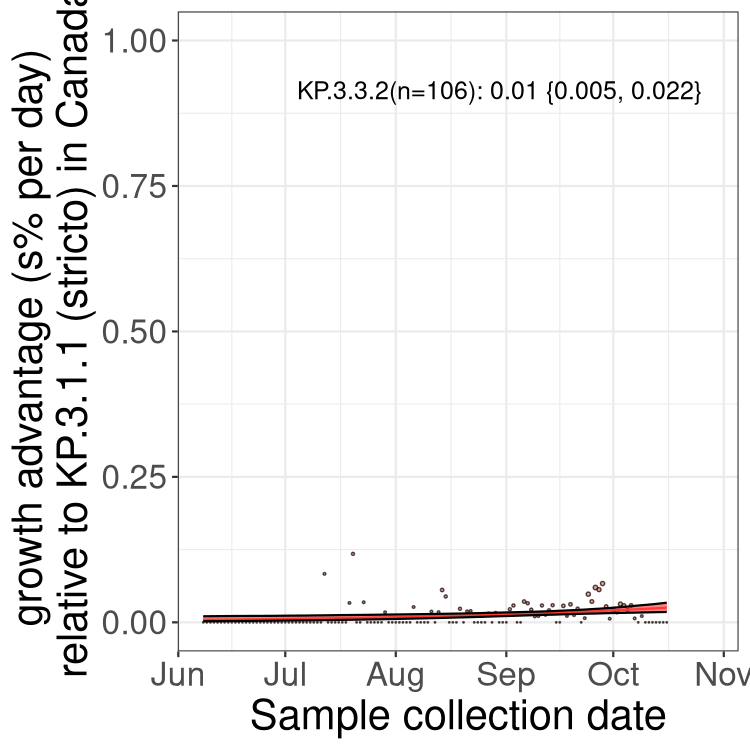 growth advantage (s% per day)
relative to KP.3.1.1 (stricto) in Canada
1.00
KP.3.3.2(n=106): 0.01 {0.005, 0.022}
0.75
0.50
0.25
0.00
Jun Jul Aug Sep Oct Nov
Sample collection date